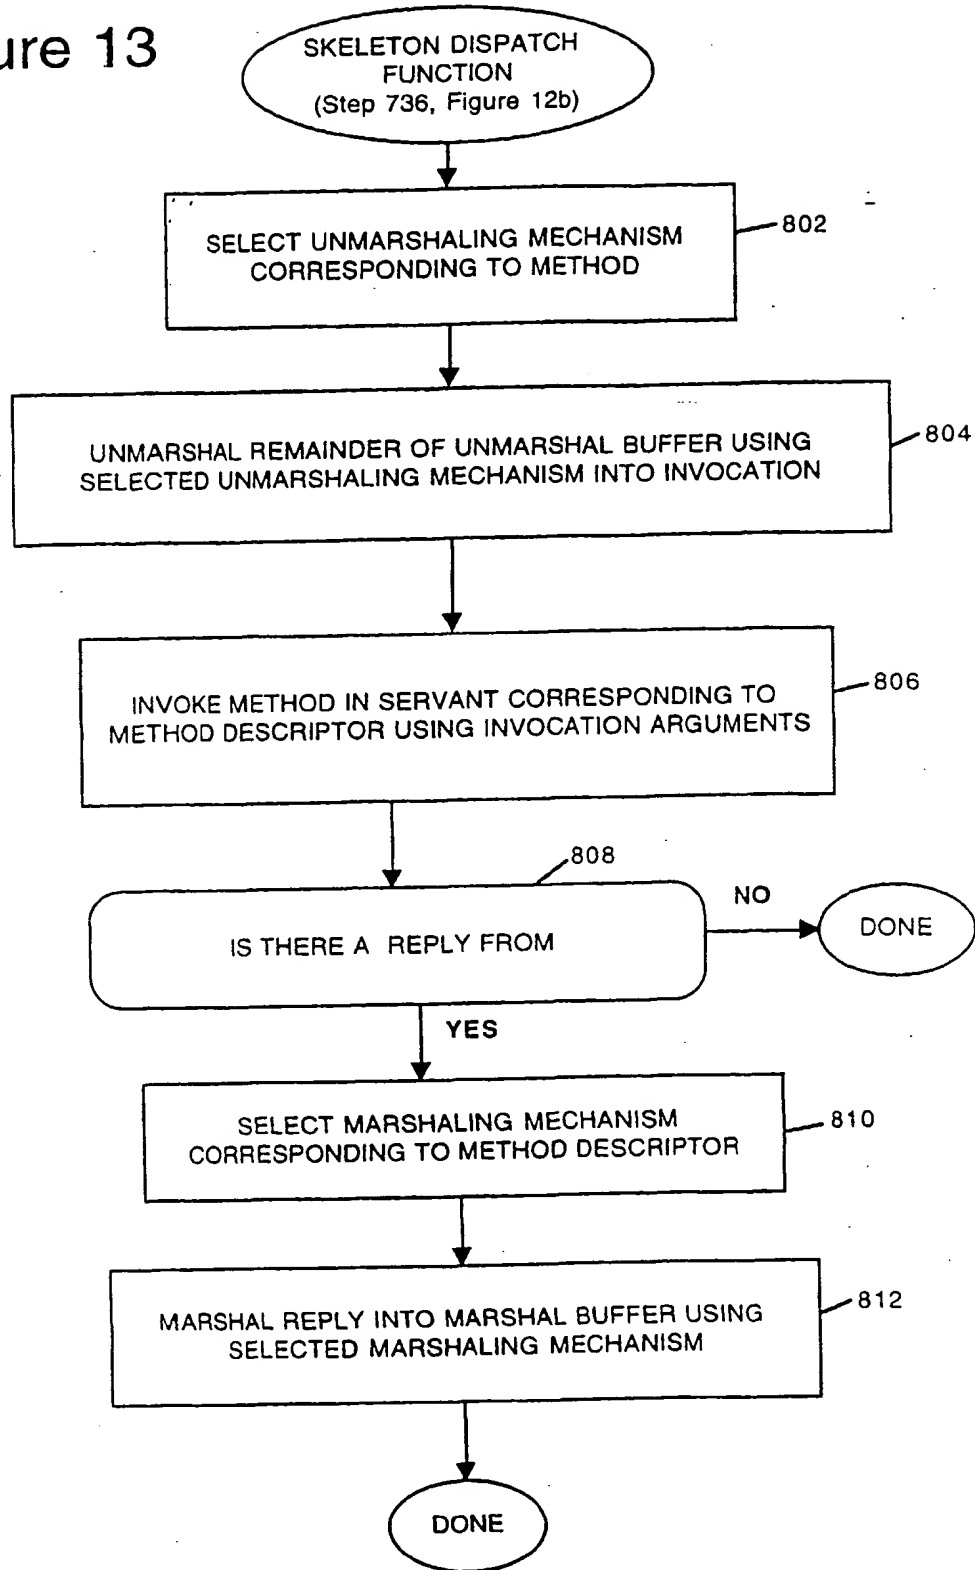 ure 13
SKELETON DISPATCH
FUNCTION
(Step 736, Figure 12b)
SELECT UNMARSHALING MECHANISM
CORRESPONDING TO METHOD
802
UNMARSHAL REMAINDER OF UNMARSHAL BUFFER USING
SELECTED UNMARSHALING MECHANISM INTO INVOCATION
804
INVOKE METHOD IN SERVANT CORRESPONDING TO
METHOD DESCRIPTOR USING INVOCATION ARGUMENTS
806
808
IS THERE A REPLY FROM
NO
DONE
YES
SELECT MARSHALING MECHANISM
CORRESPONDING TO METHOD DESCRIPTOR
810
MARSHAL REPLY INTO MARSHAL BUFFER USING
SELECTED MARSHALING MECHANISM
812
DONE